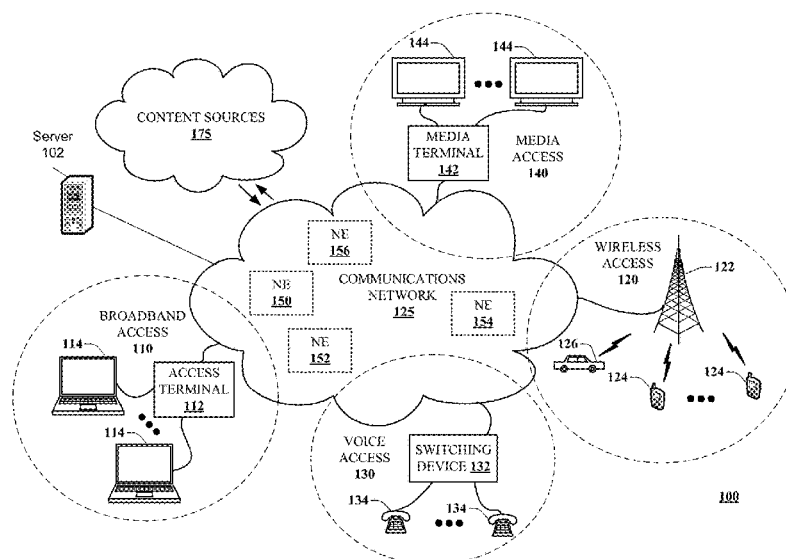 144
144
CONTENT SOURCES
175
Server
102
MEDIA
TERMINAL
142
MEDIA
ACCESS
140
NE
156
WIRELESS
ACCESS
120
122
COMMUNICATIONS
NETWORK
125
NE
150
NE
154
BROADBAND
ACCESS
110
NE
152
126
114
ACCESS
TERMINAL
112
124
124
114
VOICE
ACCESS
130
SWITCHING
DEVICE 132
134
134
100